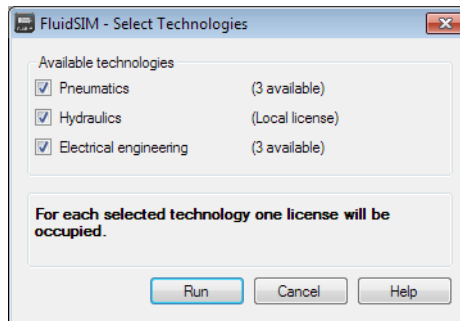 FluidSIM - Select Technologies
Available technologies
Pneumatics (3 available)
Hydraulics (Local license)
Electrical engineering (3 available)
For each selected technology one license will be
occupied.
Run Cancel Help